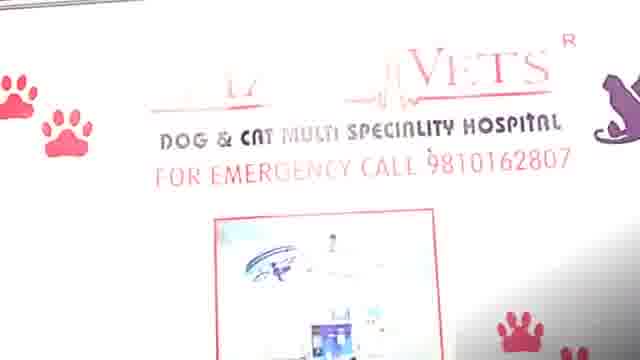 VETS ®
DOG & CAT MULTI SPECIALITY HOSPITAL
FOR EMERGENCY CALL 9810162807